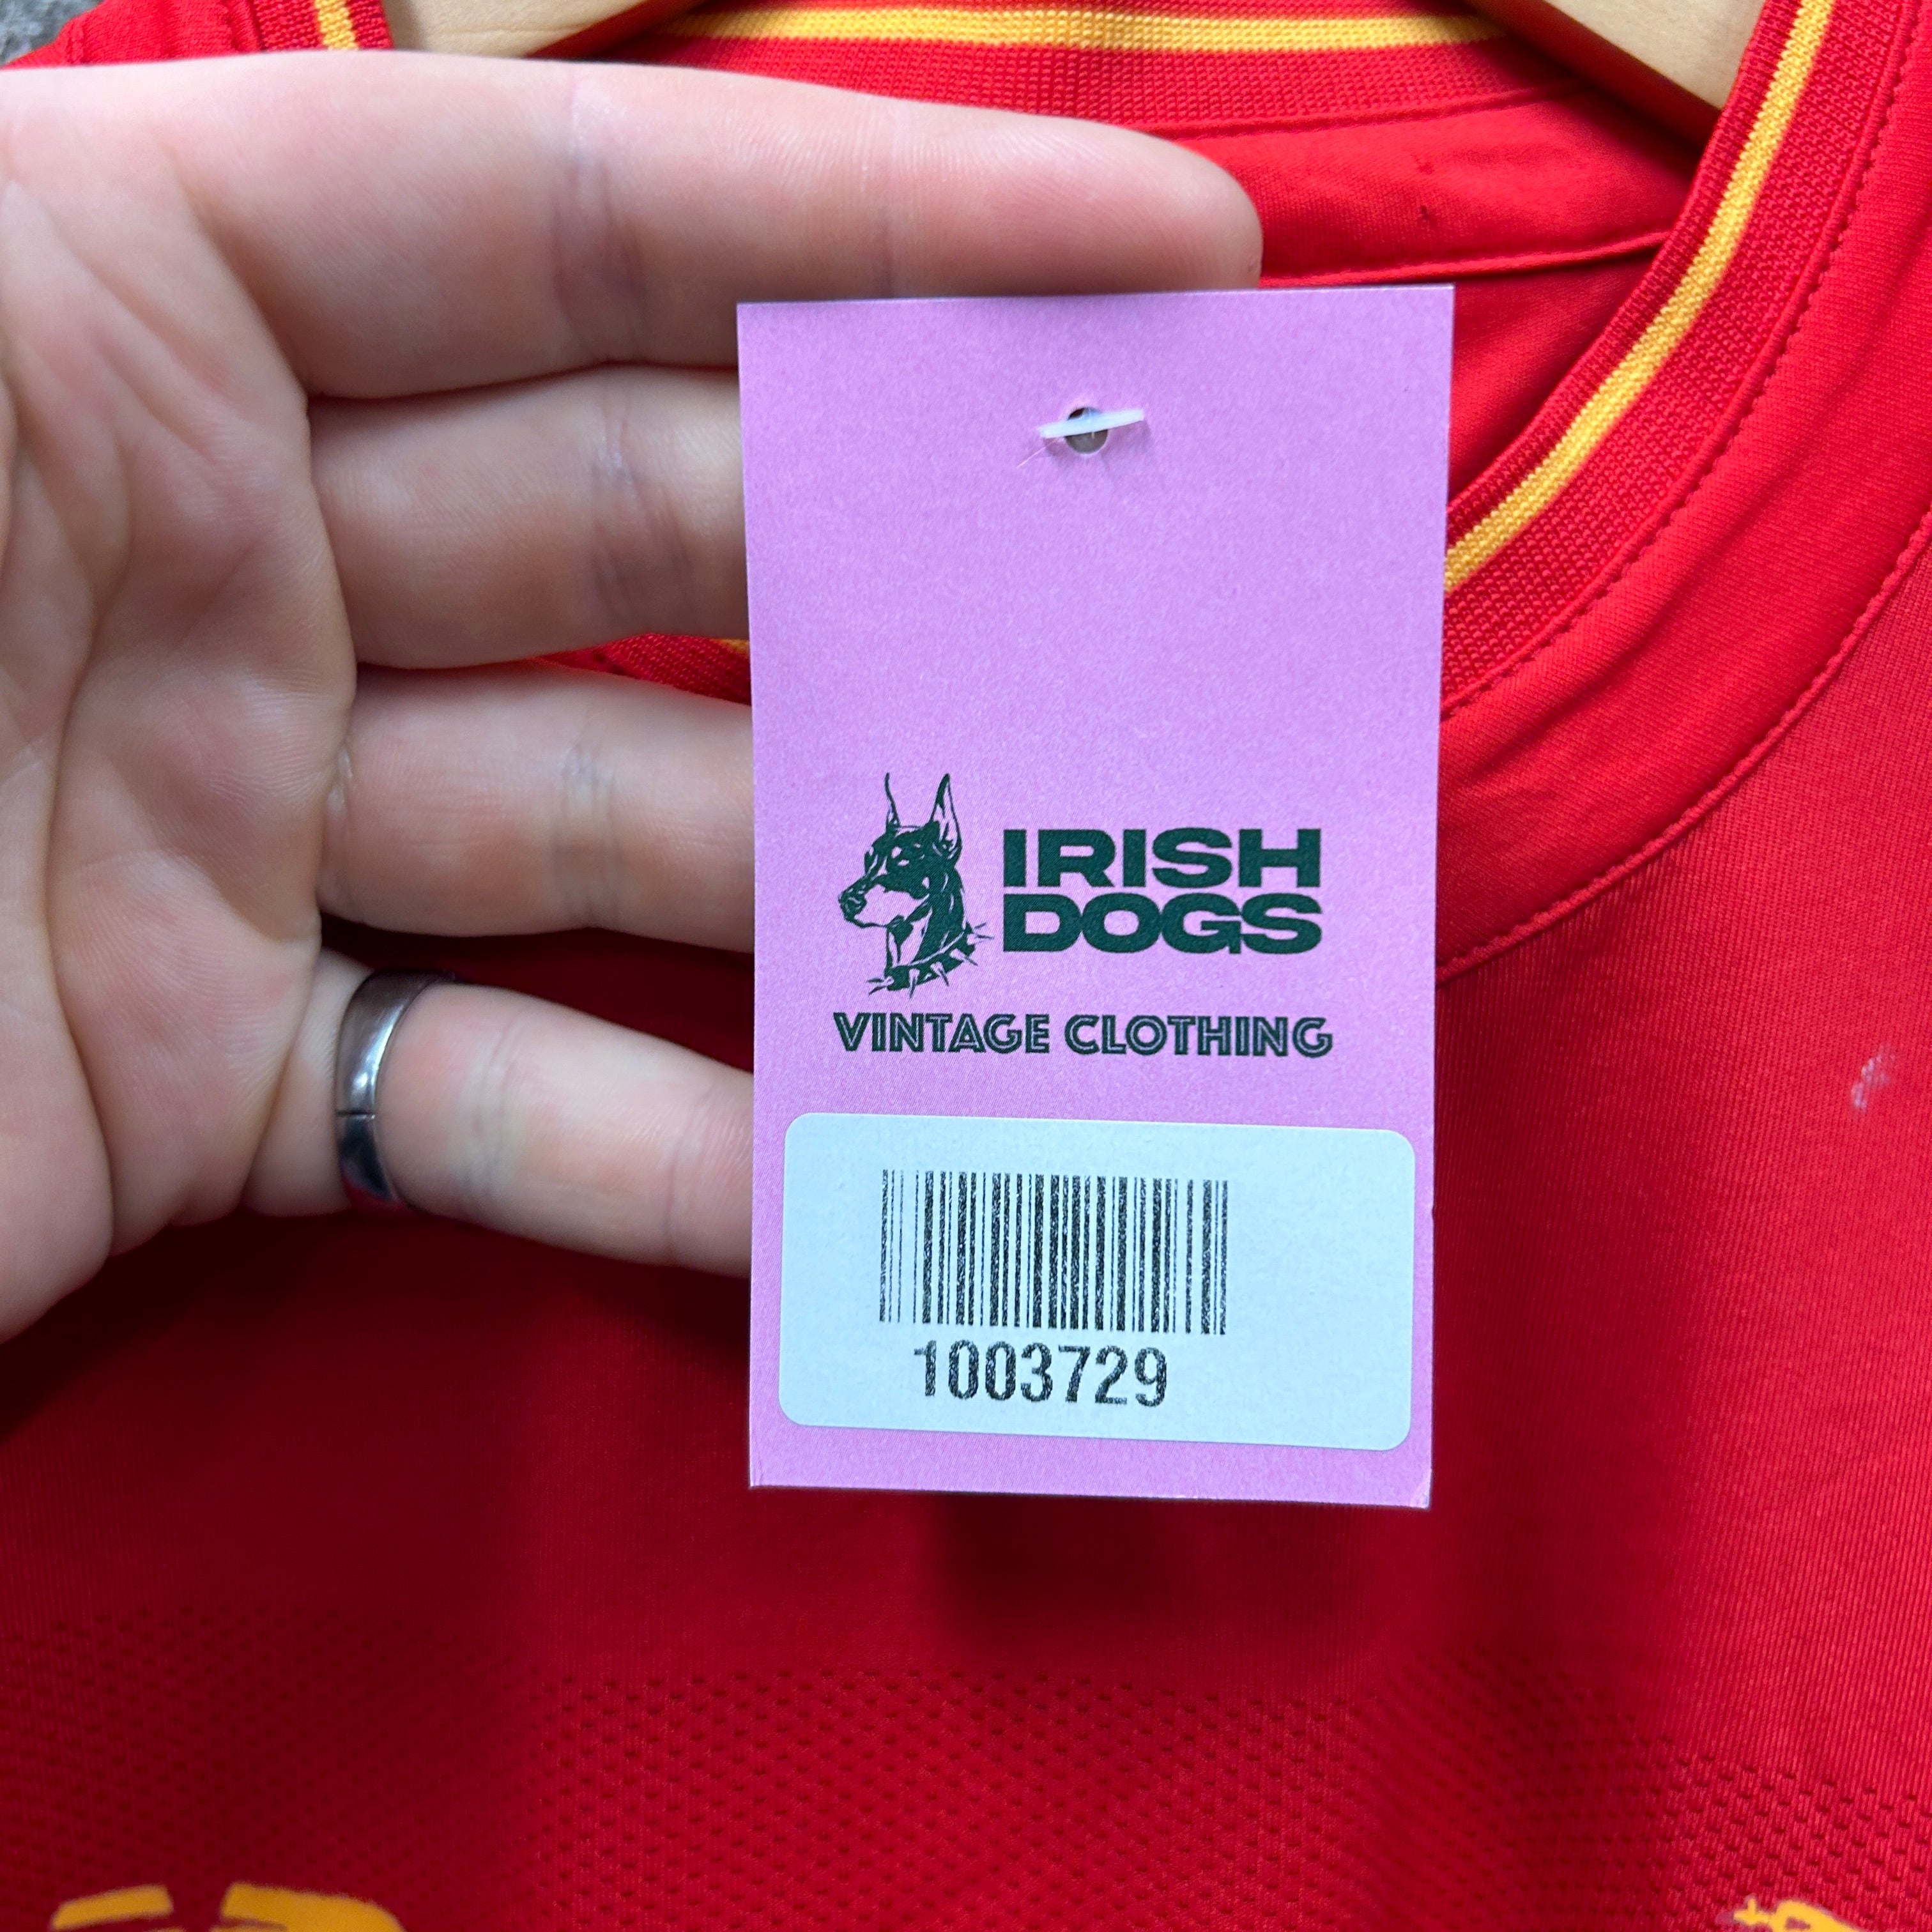 IRISH
DOGS
VINTAGE CLOTHING
1003729